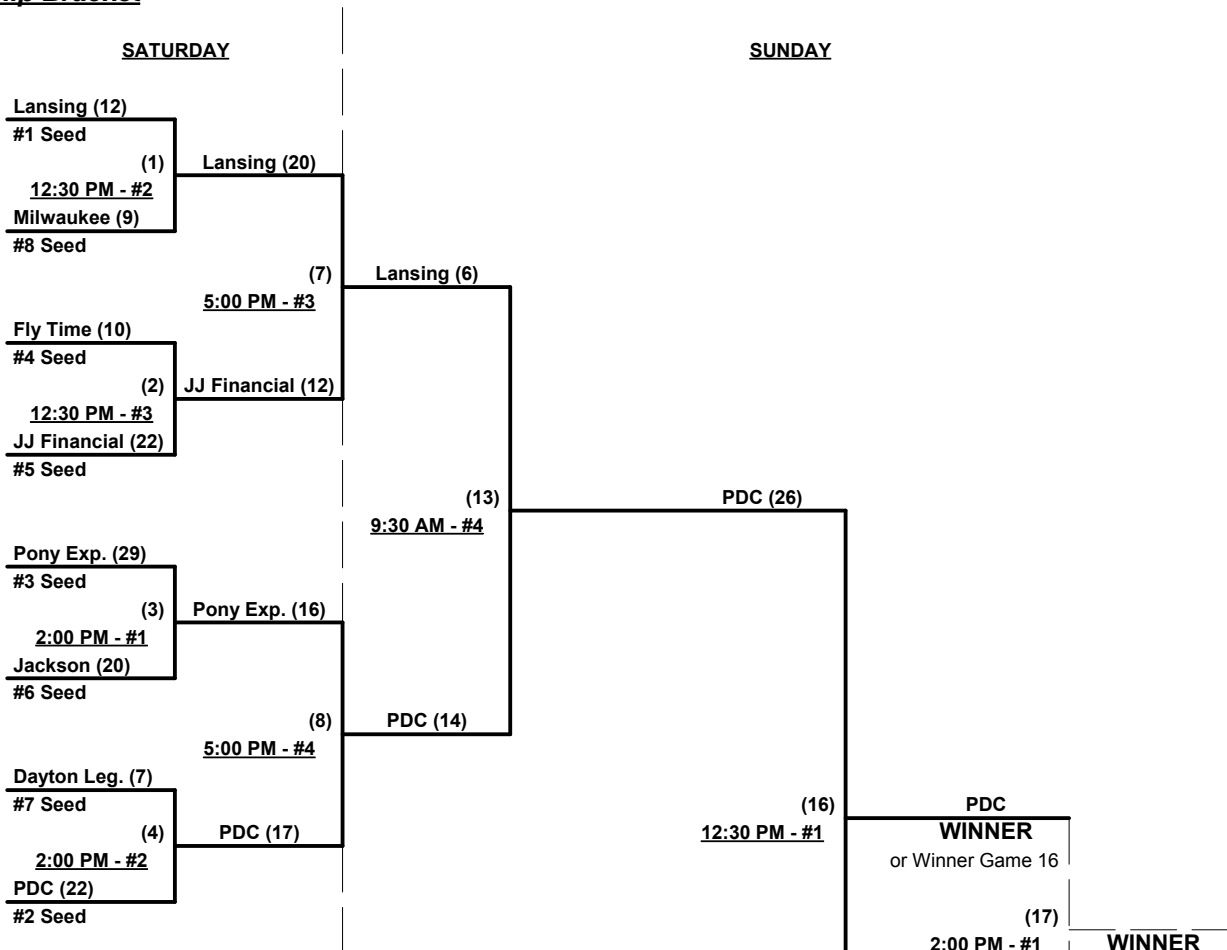 SATURDAY
SUNDAY
Lansing (12)
#1 Seed
(1)
Lansing (20)
12:30 PM - #2
Milwaukee (9)
#8 Seed
(7)
Lansing (6)
5:00 PM - #3
Fly Time (10)
#4 Seed
(2)
JJ Financial (12)
12:30 PM - #3
JJ Financial (22)
#5 Seed
(13)
PDC (26)
9:30 AM - #4
Pony Exp. (29)
#3 Seed
(3)
Pony Exp. (16)
2:00 PM - #1
Jackson (20)
#6 Seed
(8)
PDC (14)
5:00 PM - #4
Dayton Leg. (7)
#7 Seed
(4)
PDC (17)
2:00 PM - #2
PDC (22)
#2 Seed
(16)
PDC
12:30 PM - #1
WINNER
or Winner Game 16
(17)
2:00 PM - #1
WINNER